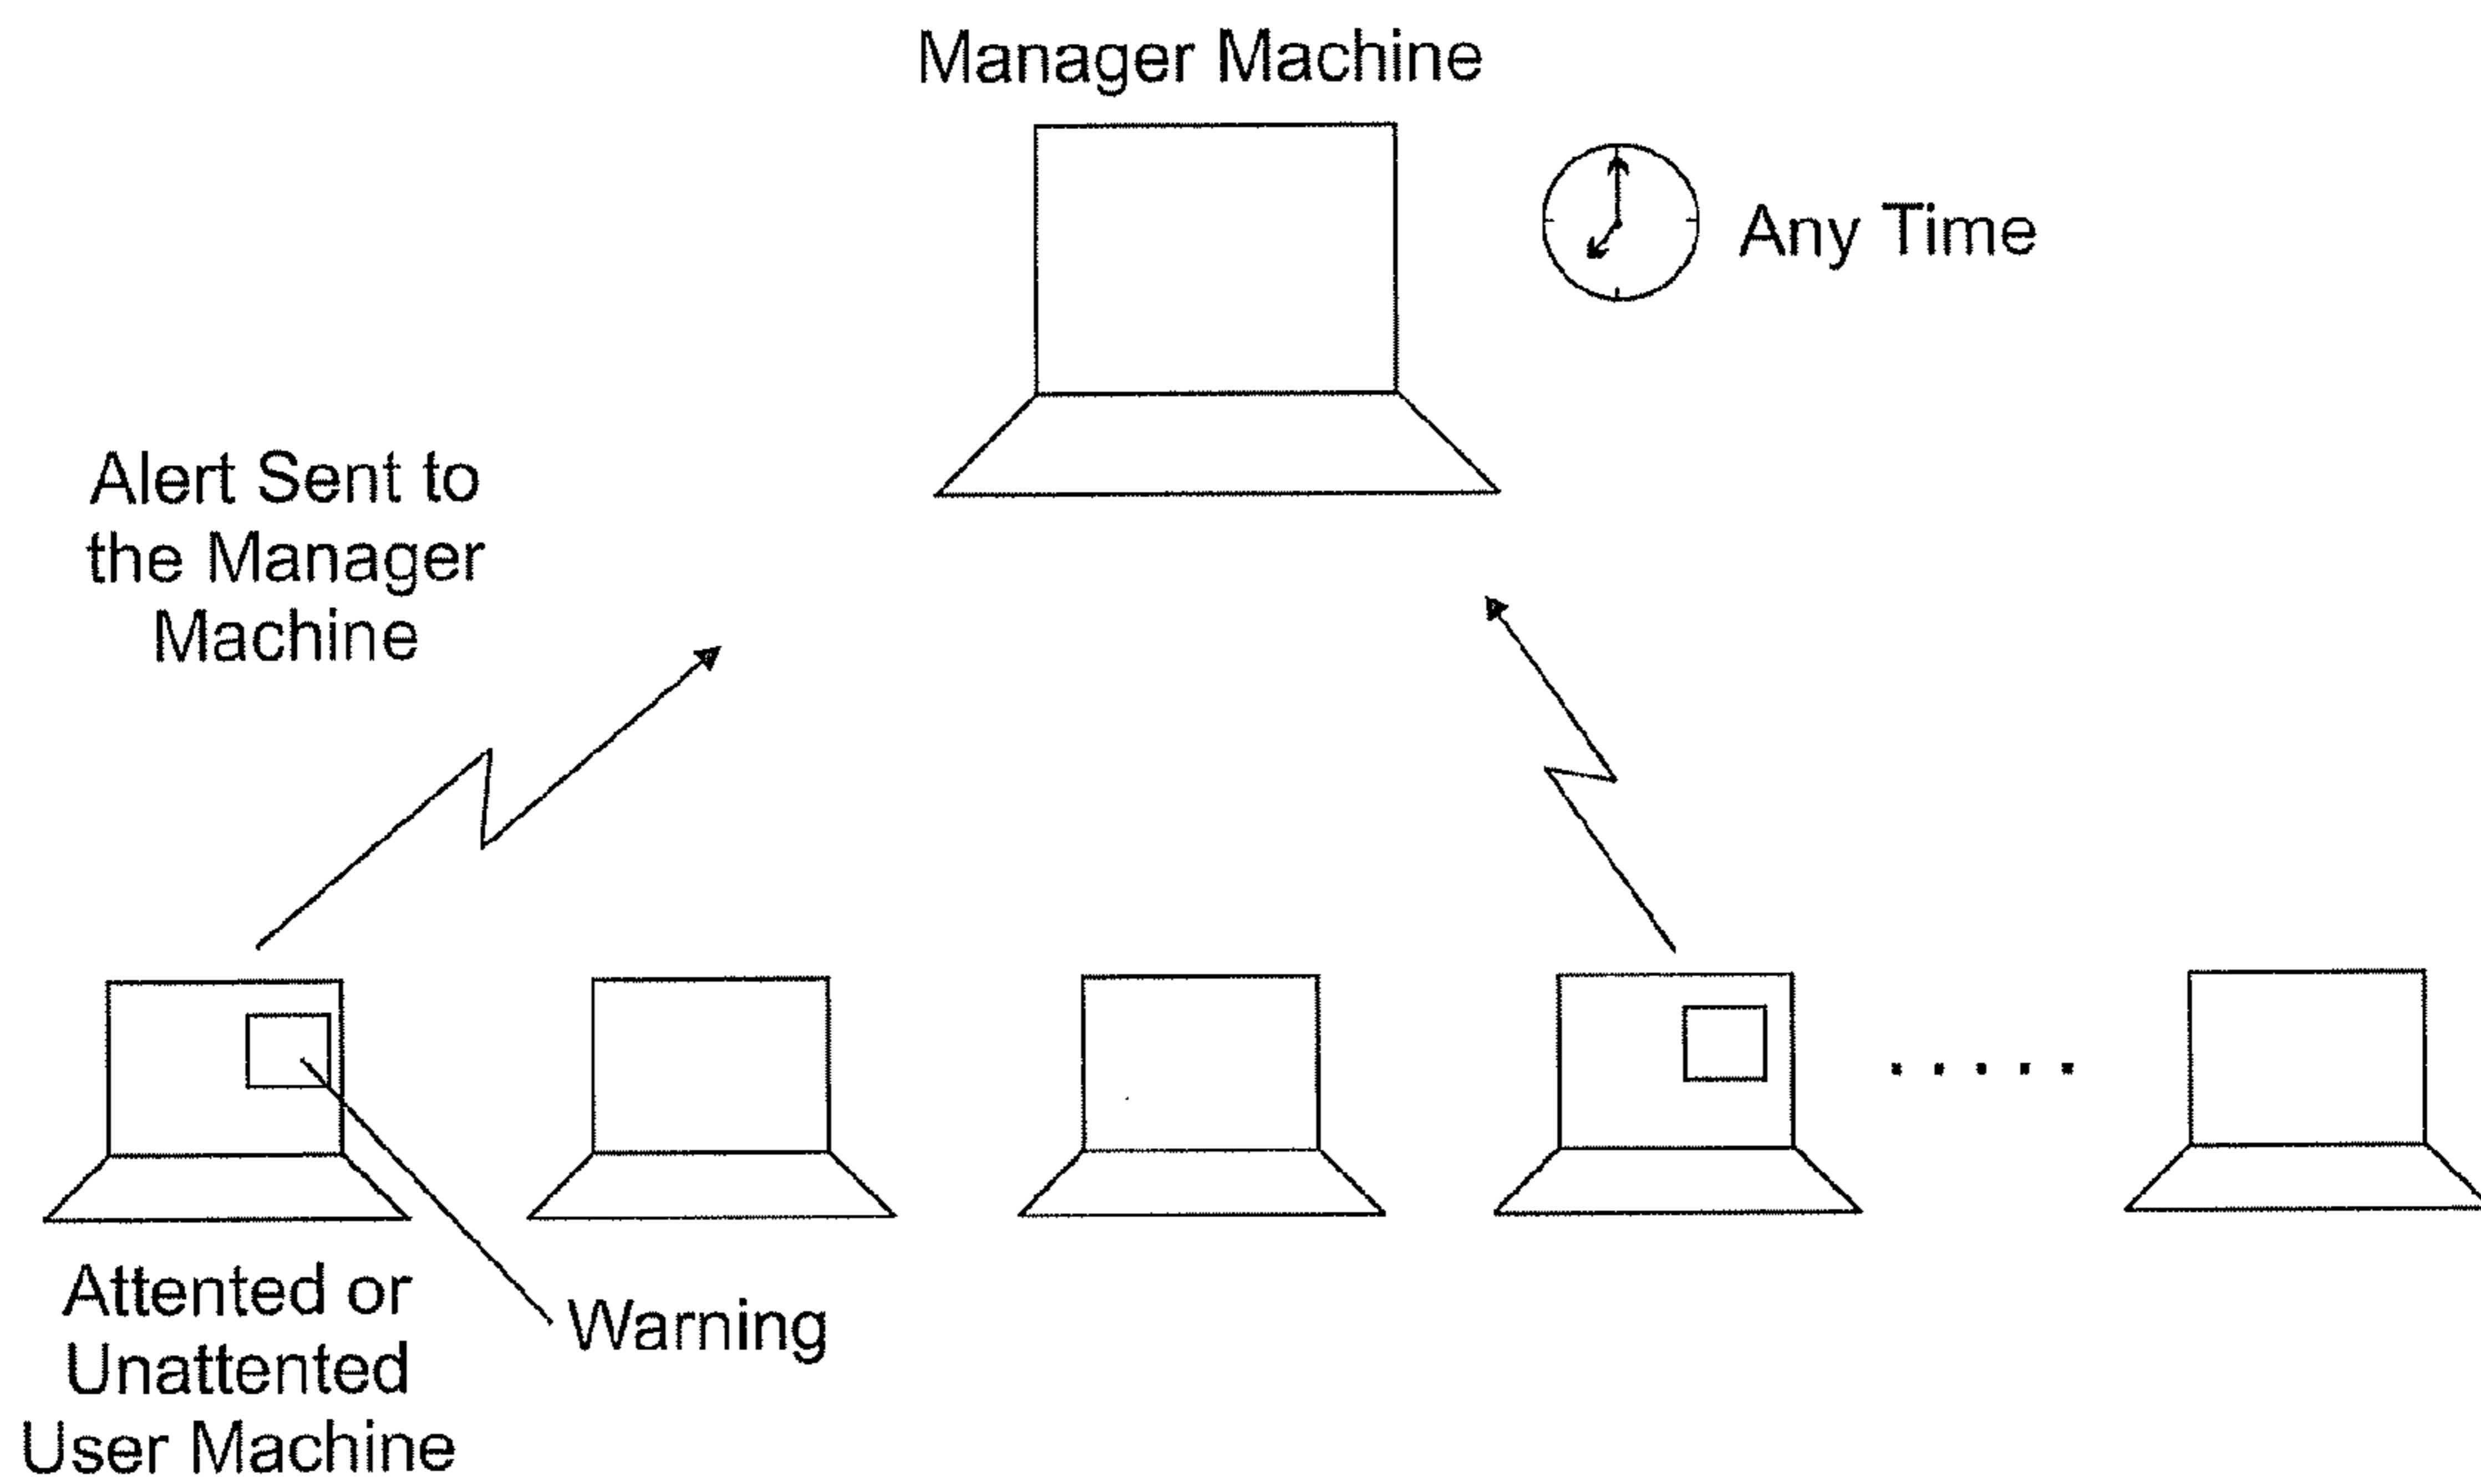 Manager Machine
Any Time
Alert Sent to
the Manager
Machine
Attented or
Unattented
User Machine
Warning